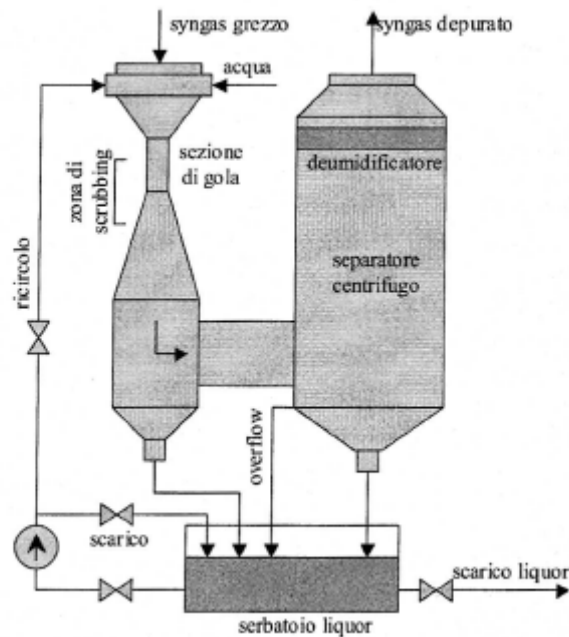 syngas grezzo
syngas depurato
acqua
sezione
di gola
zona di
scrubbing
deumidificatore
separatore
centrifugo
ricircolo
overflow
scarico
scarico liquor
serbatoio liquor